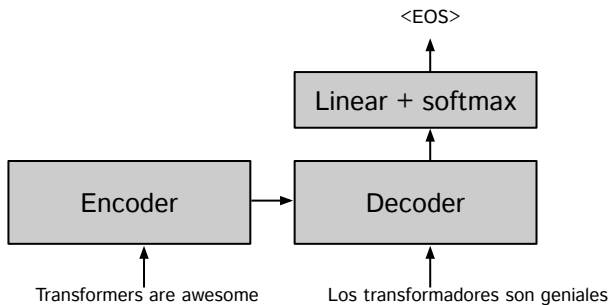 <EOS>
Linear + softmax
Encoder
Decoder
Transformers are awesome
Los transformadores son geniales